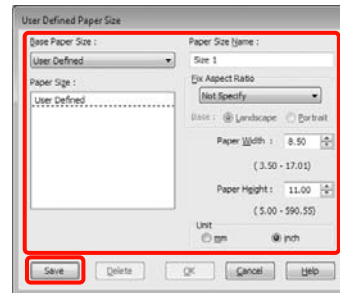 User Defined Paper Size
Base Paper Size :
User Defined
Paper Size :
User Defined
Paper Size Name :
Size 1
Fix Aspect Ratio
Not Specify
Base : Landscape Portrait
Paper Width : 8.50
(3.50 - 17.01)
Paper Height : 11.00
(5.00 - 590.55)
Unit
mm inch
Save Delete OK Cancel Help